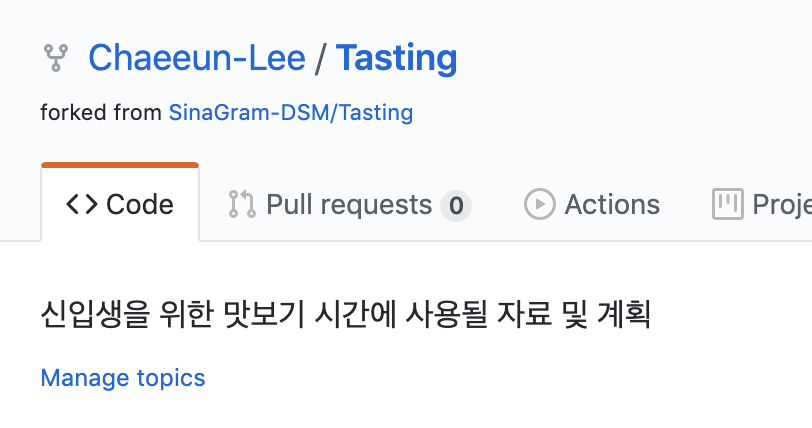 Chaeeun-Lee / Tasting
forked from SinaGram-DSM/Tasting
Code Pull requests 0 Actions Proje
신입생을 위한 맛보기 시간에 사용될 자료 및 계획
Manage topics